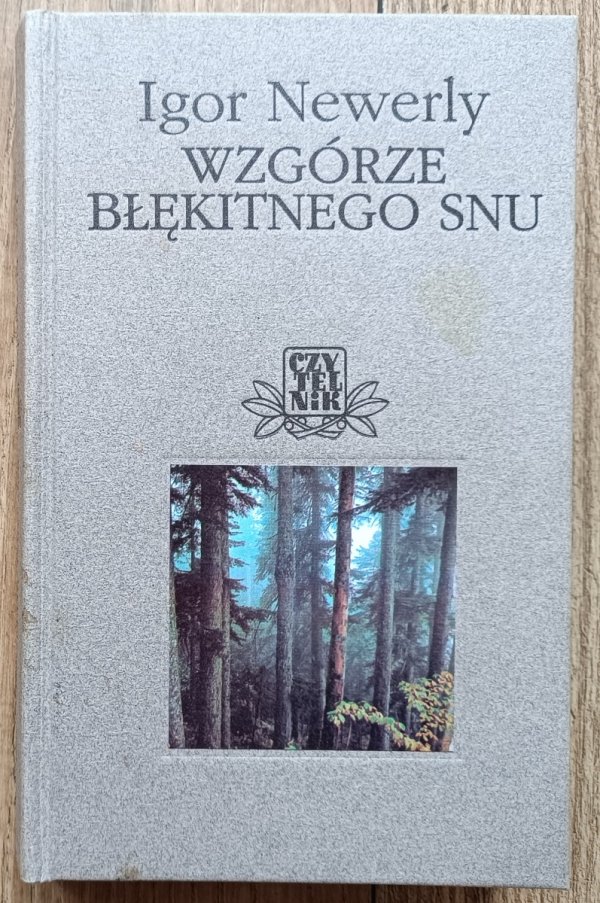 Igor Newerly
WZGÓRZE
BŁĘKITNEGO SNU
CZY
TEL
NiK